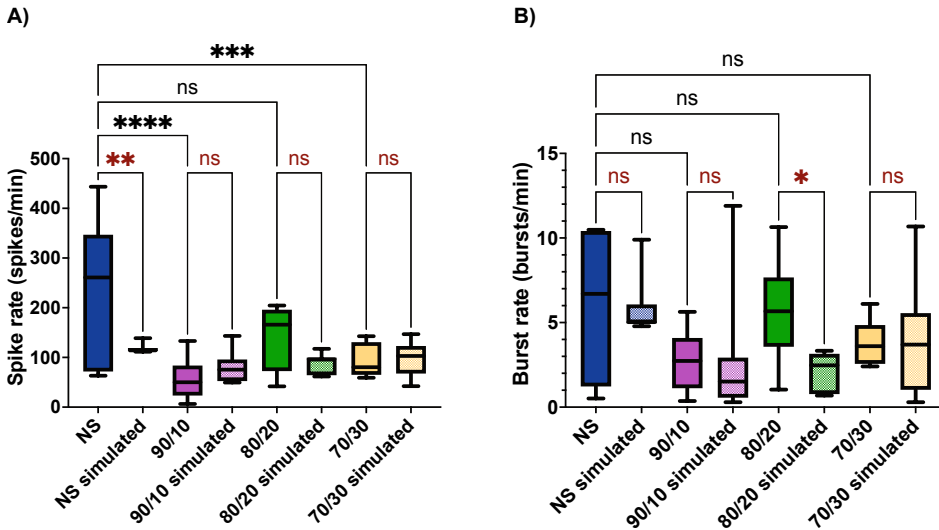 A)
***
ns
****
**
ns
ns
ns
Spike rate (spikes/min)
500
400
300
200
100
0
NS
NS simulated
90/10
90/10 simulated
80/20
80/20 simulated
70/30
70/30 simulated
B)
ns
ns
ns
ns
ns
*
ns
Burst rate (bursts/min)
15
10
5
0
NS
NS simulated
90/10
90/10 simulated
80/20
80/20 simulated
70/30
70/30 simulated